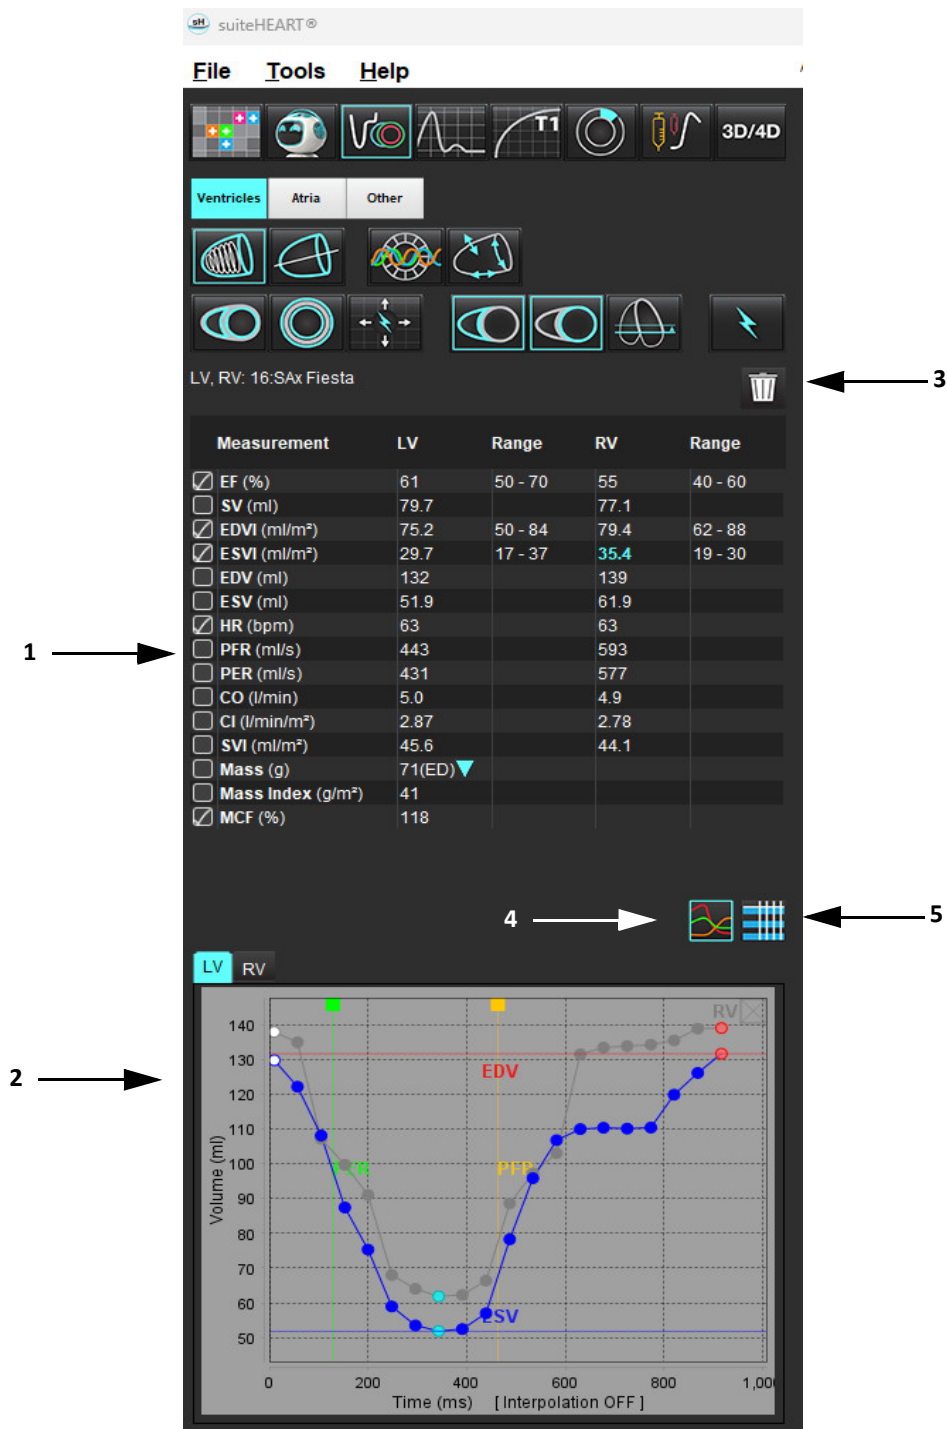 sH suiteHEART®
File Tools Help
T1 3D/4D
Ventricles Atria Other
LV, RV: 16:SAx Fiesta
3
Measurement LV Range RV Range
EF (%) 61 50 - 70 55 40 - 60
SV (ml) 79.7 77.1
EDVI (ml/m²) 75.2 50 - 84 79.4 62 - 88
ESVI (ml/m²) 29.7 17 - 37 35.4 19 - 30
EDV (ml) 132 139
ESV (ml) 51.9 61.9
HR (bpm) 63 63
1
PFR (ml/s) 443 593
PER (ml/s) 431 577
CO (l/min) 5.0 4.9
CI (l/min/m²) 2.87 2.78
SVI (ml/m²) 45.6 44.1
Mass (g) 71(ED)
Mass Index (g/m²) 41
MCF (%) 118
4 5
LV RV
RV
140
130
EDV
2
120
110
100
PER PFR
90
80
70
60
ESV
50
Volume (ml)
0 200 400 600 800 1,00
Time (ms) [ Interpolation OFF ]